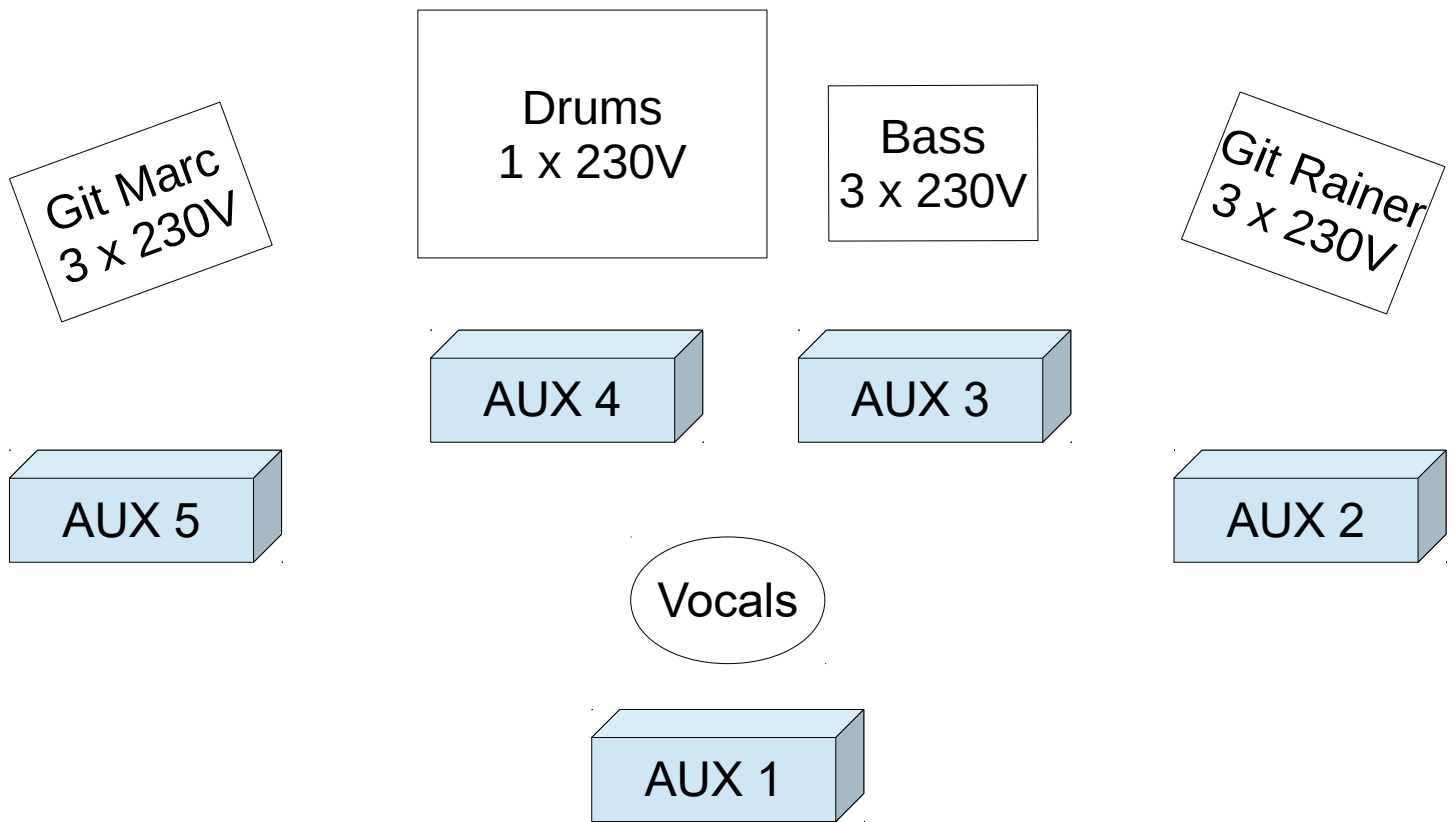 Git Marc
3 x 230V
Drums
1 x 230V
Bass
3 x 230V
Git Rainer
3 x 230V
AUX 4
AUX 3
AUX 5
AUX 2
Vocals
AUX 1